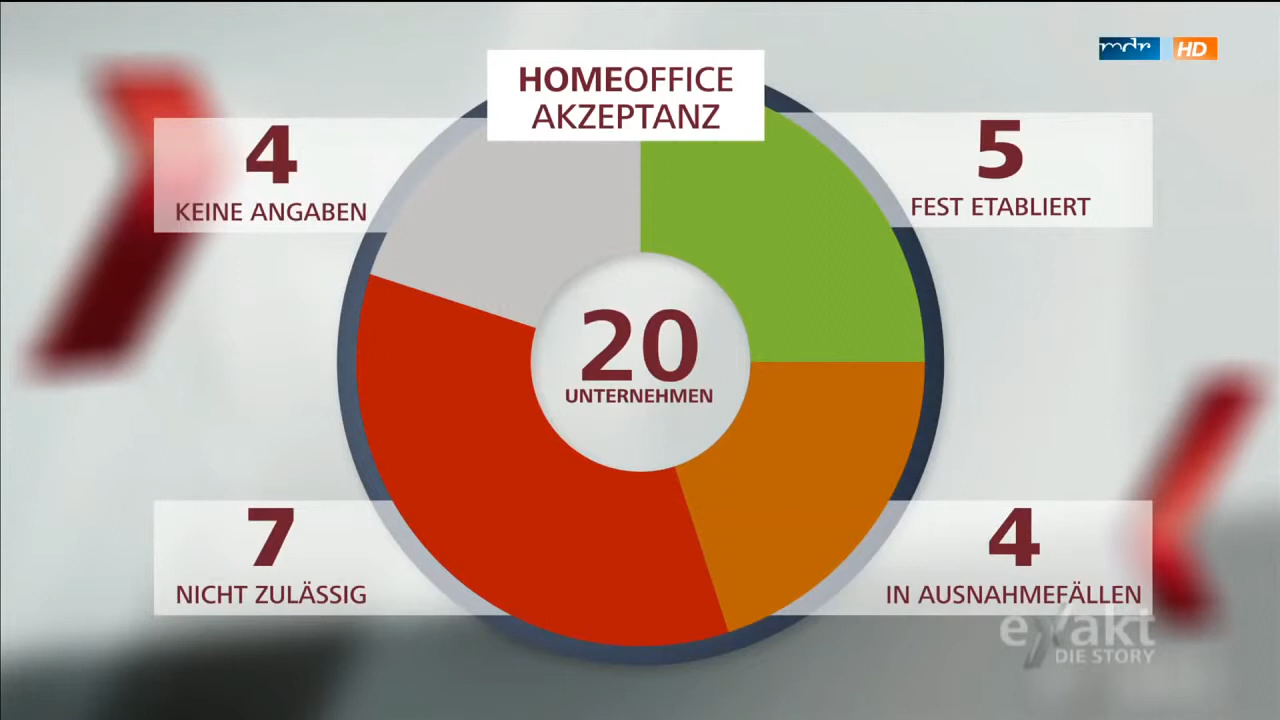 mdr HD
HOMEOFFICE
AKZEPTANZ
4
KEINE ANGABEN
5
FEST ETABLIERT
20
UNTERNEHMEN
7
NICHT ZULÄSSIG
4
IN AUSNAHMEFÄLLEN
exakt
DIE STORY